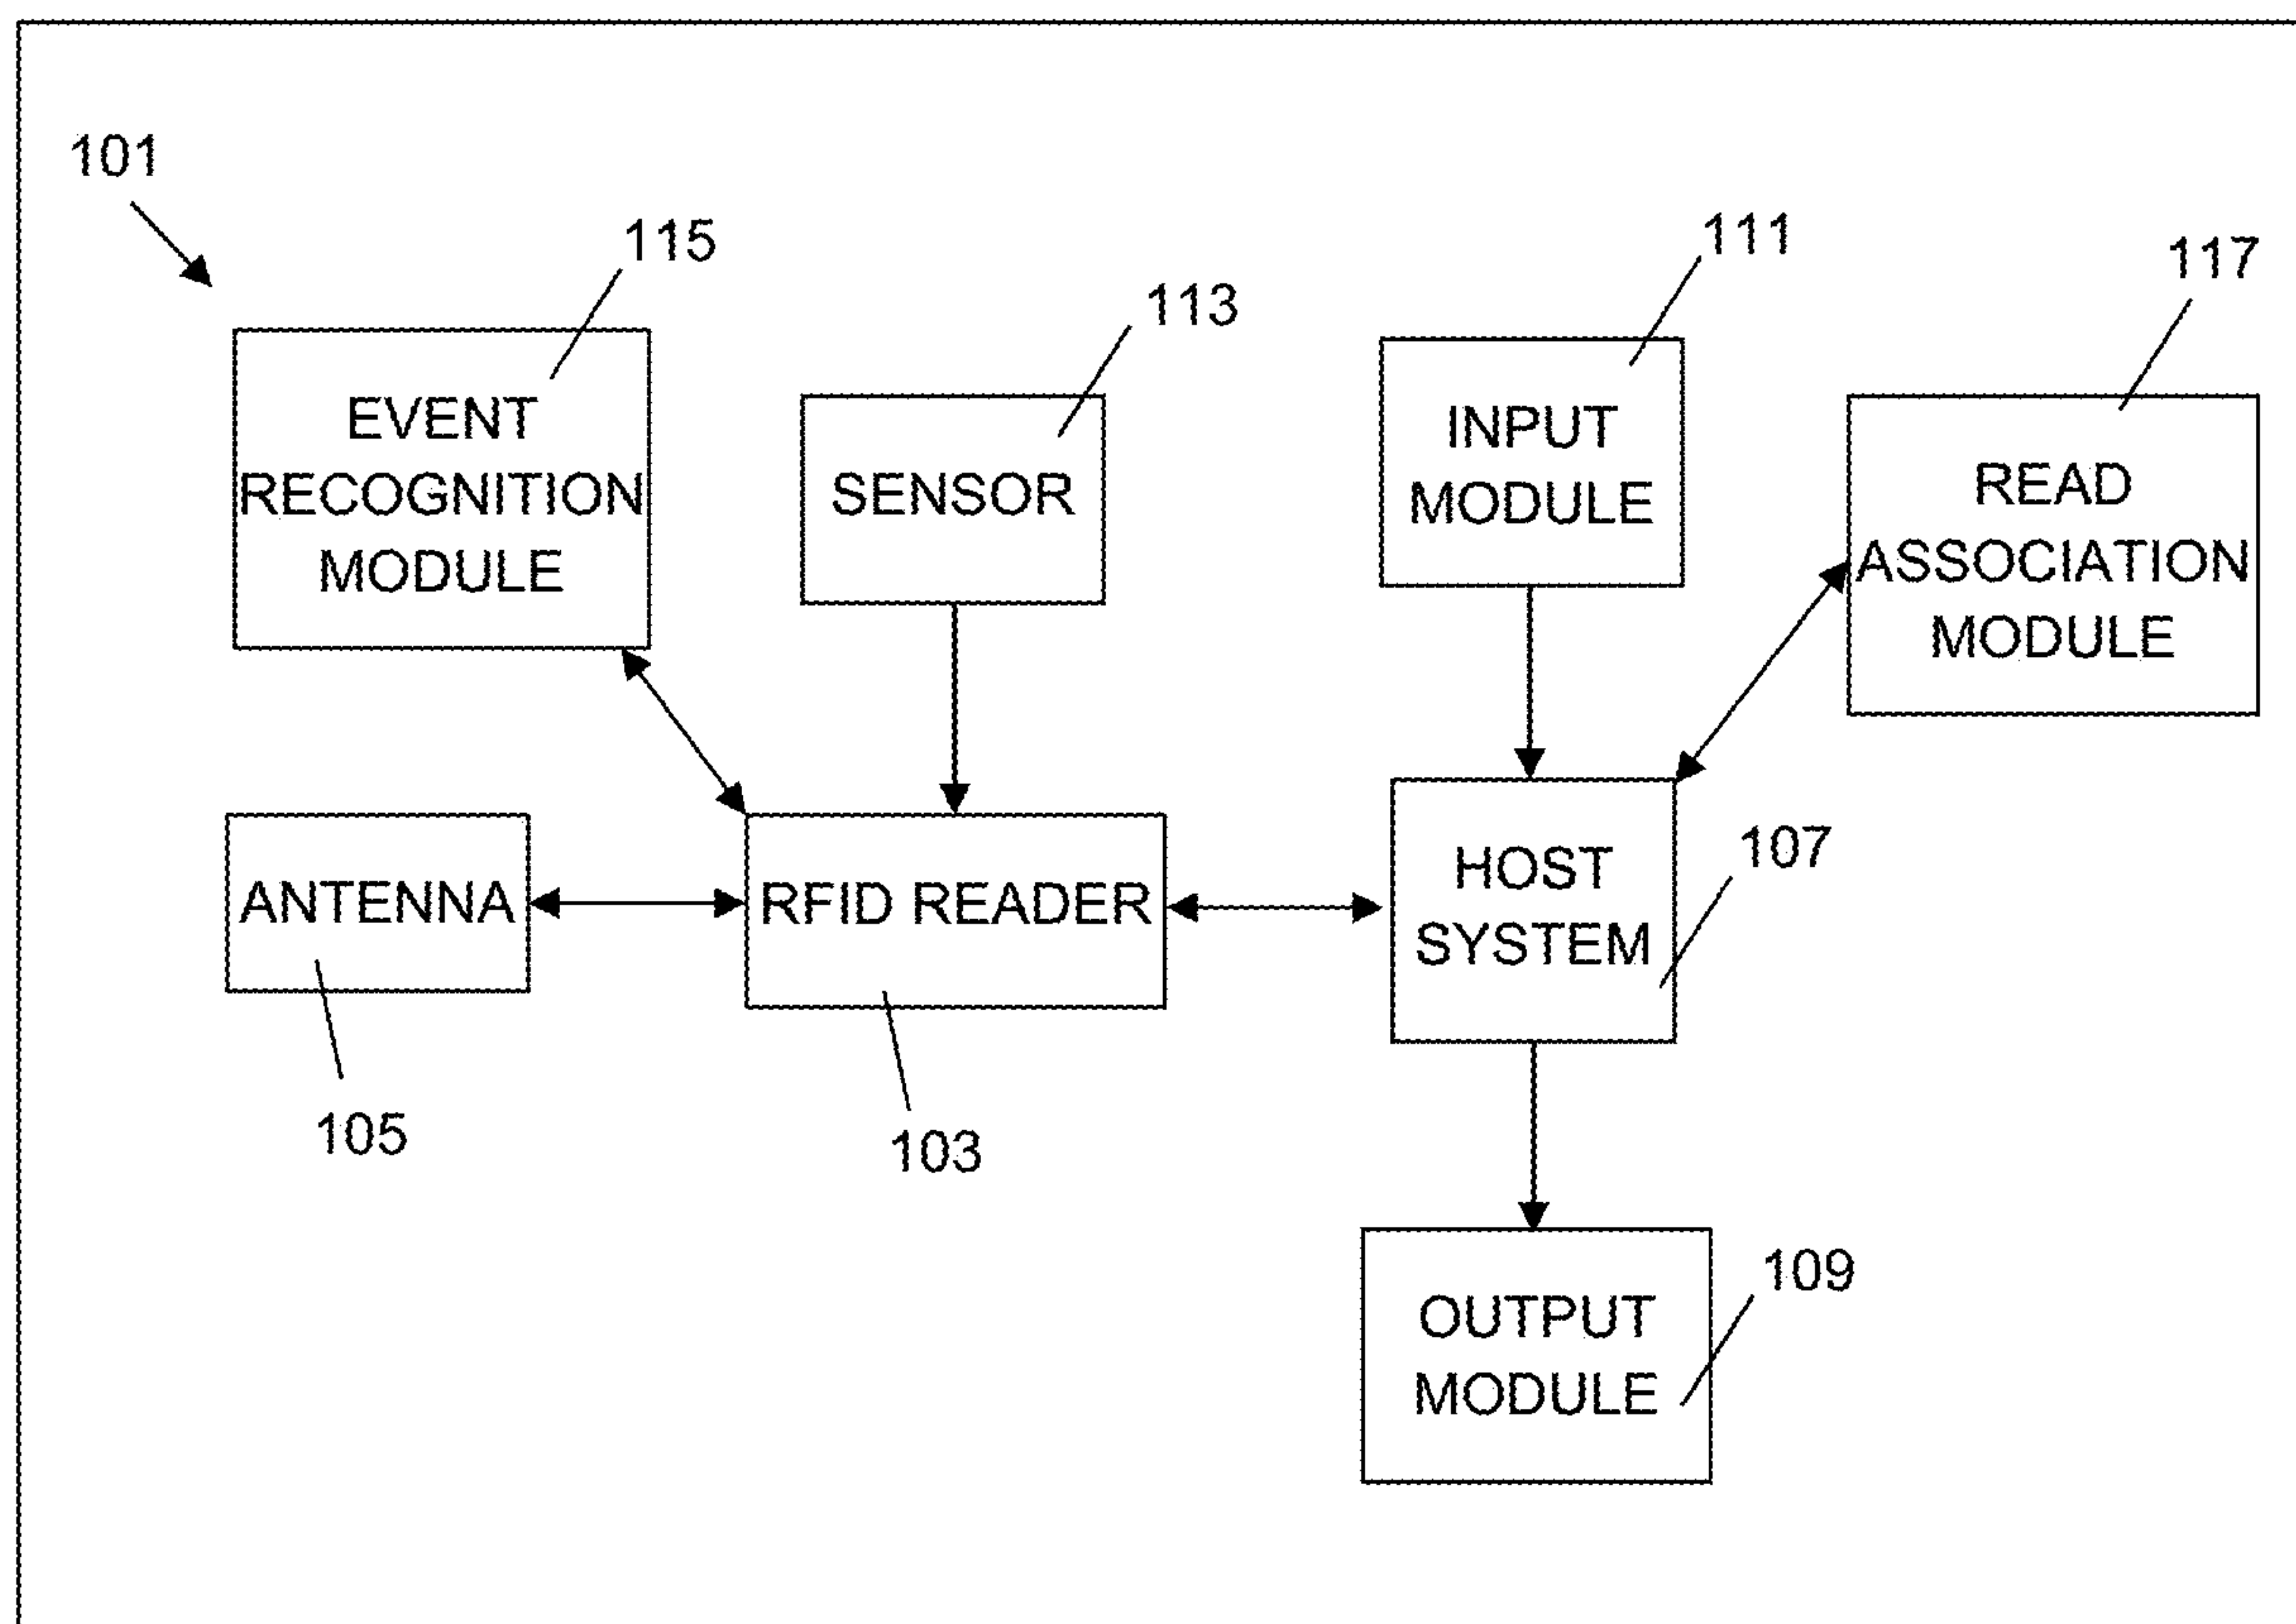 101
115
EVENT
RECOGNITION
MODULE
113
SENSOR
111
INPUT
MODULE
117
READ
ASSOCIATION
MODULE
ANTENNA
105
RFID READER
103
HOST
SYSTEM
107
OUTPUT
MODULE
109